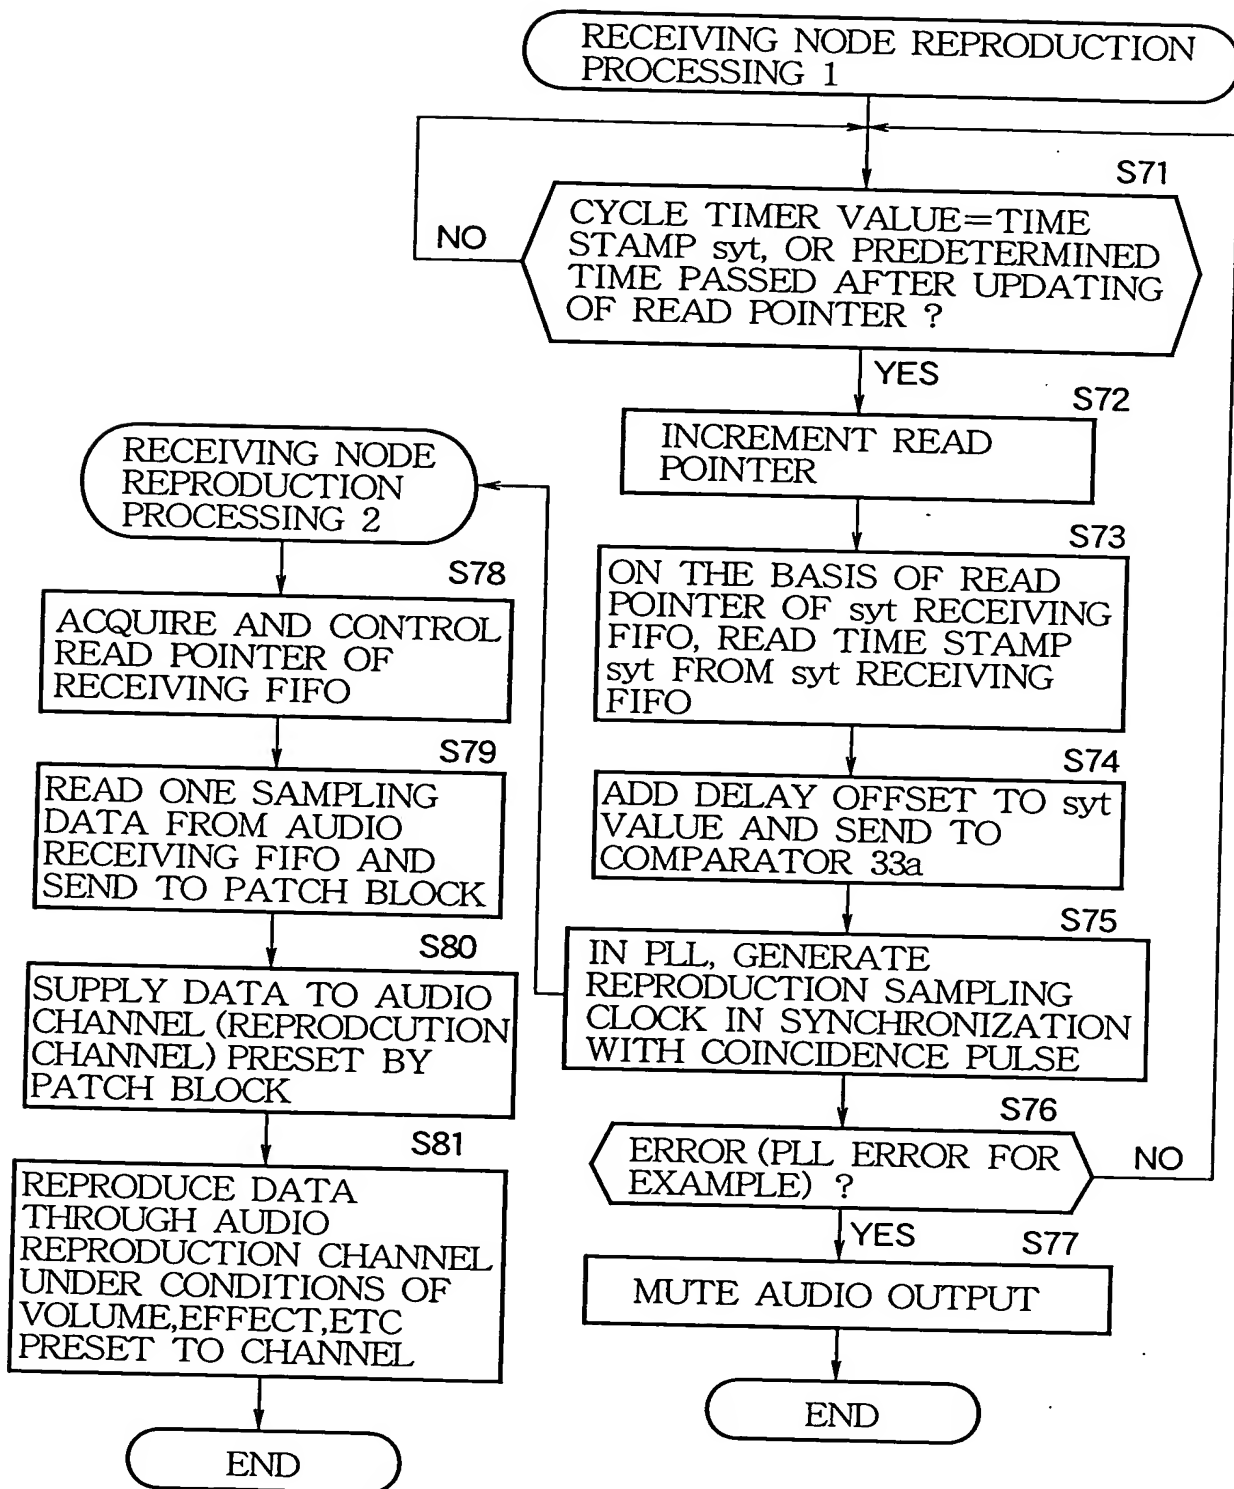 RECEIVING NODE REPRODUCTION
PROCESSING 1
S71
CYCLE TIMER VALUE=TIME
STAMP syt, OR PREDETERMINED
TIME PASSED AFTER UPDATING
OF READ POINTER ?
NO
YES
S72
INCREMENT READ
POINTER
S73
ON THE BASIS OF READ
POINTER OF syt RECEIVING
FIFO, READ TIME STAMP
syt FROM syt RECEIVING
FIFO
S74
ADD DELAY OFFSET TO syt
VALUE AND SEND TO
COMPARATOR 33a
S75
IN PLL, GENERATE
REPRODUCTION SAMPLING
CLOCK IN SYNCHRONIZATION
WITH COINCIDENCE PULSE
S76
ERROR (PLL ERROR FOR
EXAMPLE) ?
NO
YES
S77
MUTE AUDIO OUTPUT
END
RECEIVING NODE
REPRODUCTION
PROCESSING 2
S78
ACQUIRE AND CONTROL
READ POINTER OF
RECEIVING FIFO
S79
READ ONE SAMPLING
DATA FROM AUDIO
RECEIVING FIFO AND
SEND TO PATCH BLOCK
S80
SUPPLY DATA TO AUDIO
CHANNEL (REPRODCUTION
CHANNEL) PRESET BY
PATCH BLOCK
S81
REPRODUCE DATA
THROUGH AUDIO
REPRODUCTION CHANNEL
UNDER CONDITIONS OF
VOLUME,EFFECT,ETC
PRESET TO CHANNEL
END